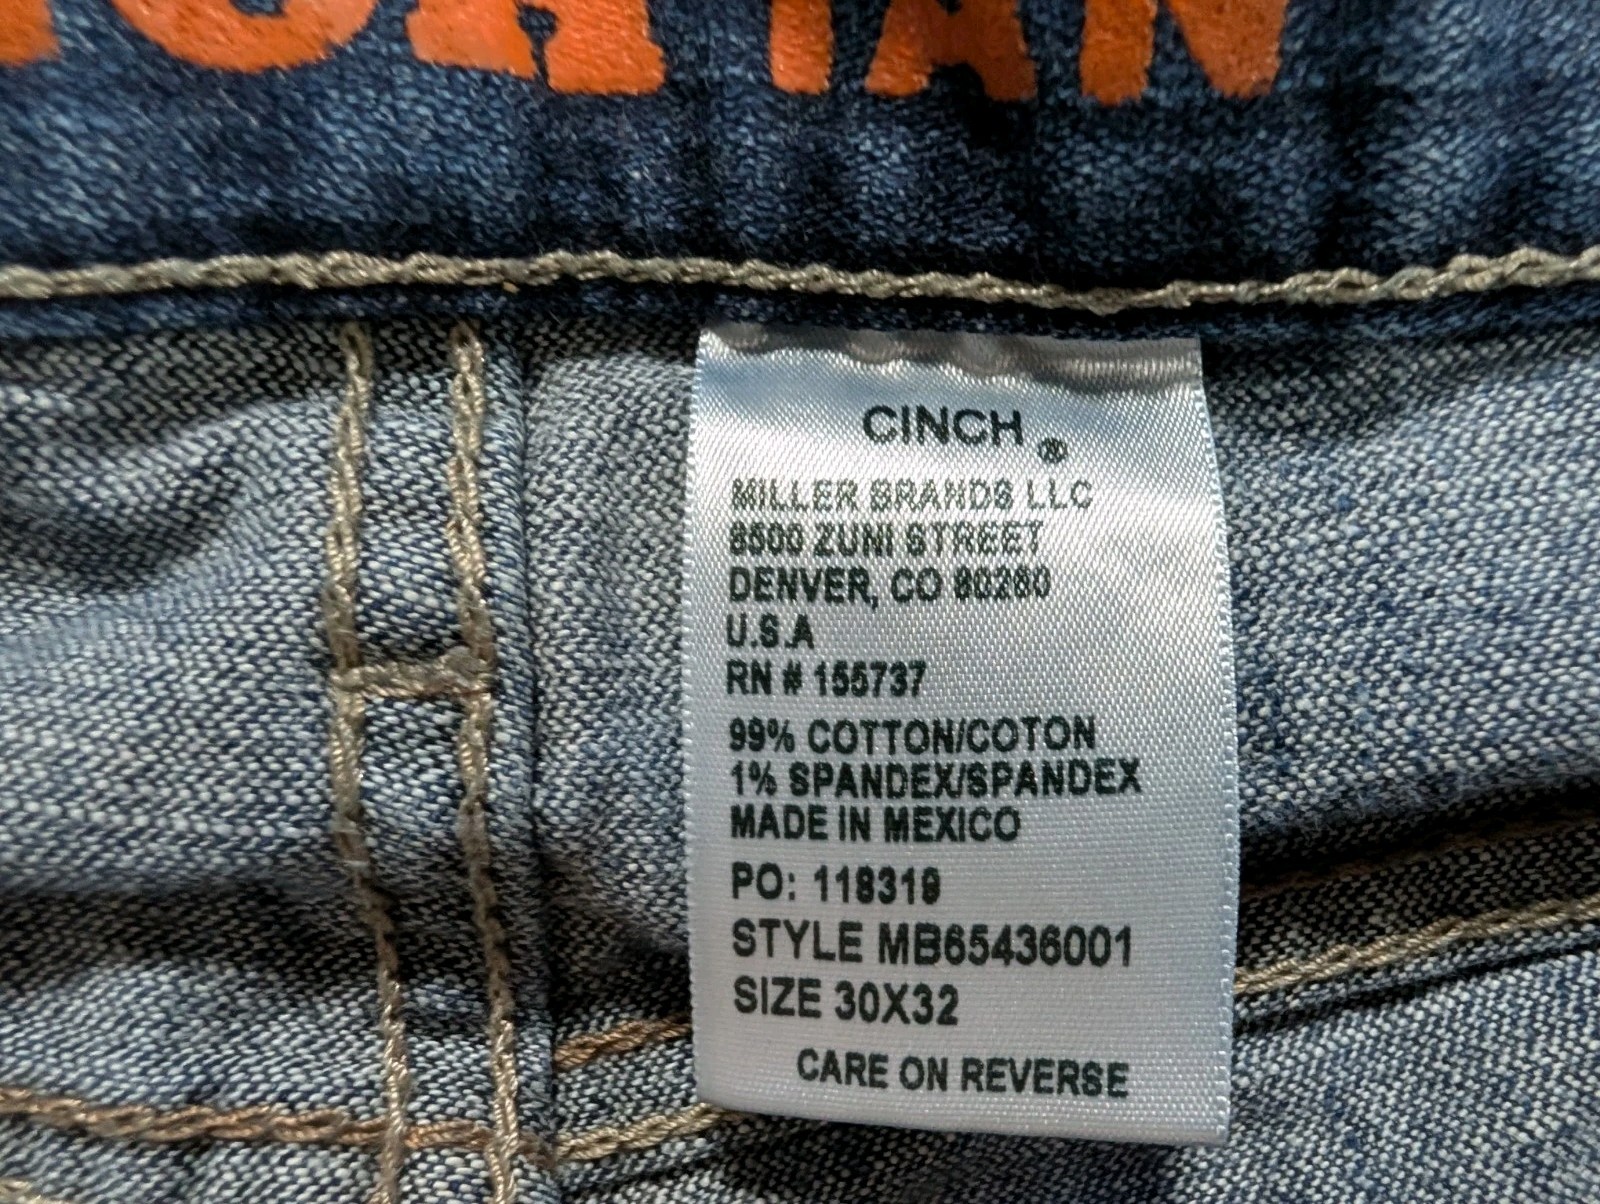 CINCH ®
MILLER BRANDS LLC
8500 ZUNI STREET
DENVER, CO 80260
U.S.A
RN # 155737
99% COTTON/COTON
1% SPANDEX/SPANDEX
MADE IN MEXICO
PO: 118319
STYLE MB65436001
SIZE 30X32
CARE ON REVERSE